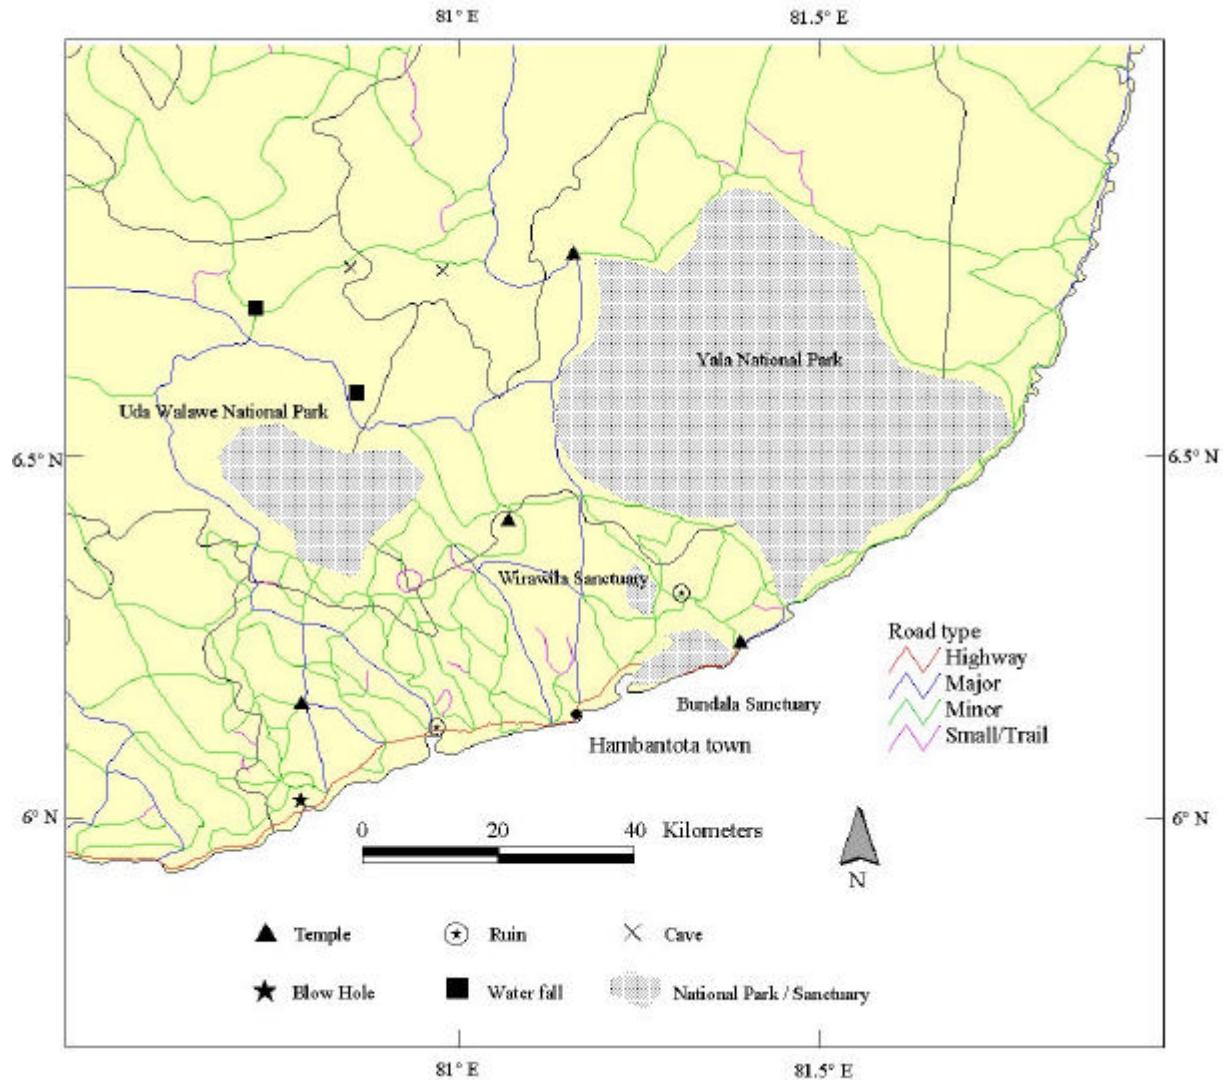 81° E
81.5° E
Yala National Park
Uda Walawe National Park
6.5° N
6.5° N
Wirawila Sanctuary
Road type
Highway
Major
Minor
Small/Trail
Bundala Sanctuary
Hambantota town
6° N
6° N
0 20 40 Kilometers
N
Temple
Ruin
Cave
Blow Hole
Water fall
National Park / Sanctuary
81° E
81.5° E